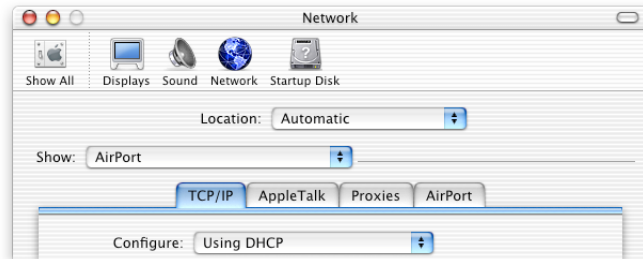 Network
Show All Displays Sound Network Startup Disk
Location: Automatic
Show: AirPort
TCP/IP AppleTalk Proxies AirPort
Configure: Using DHCP